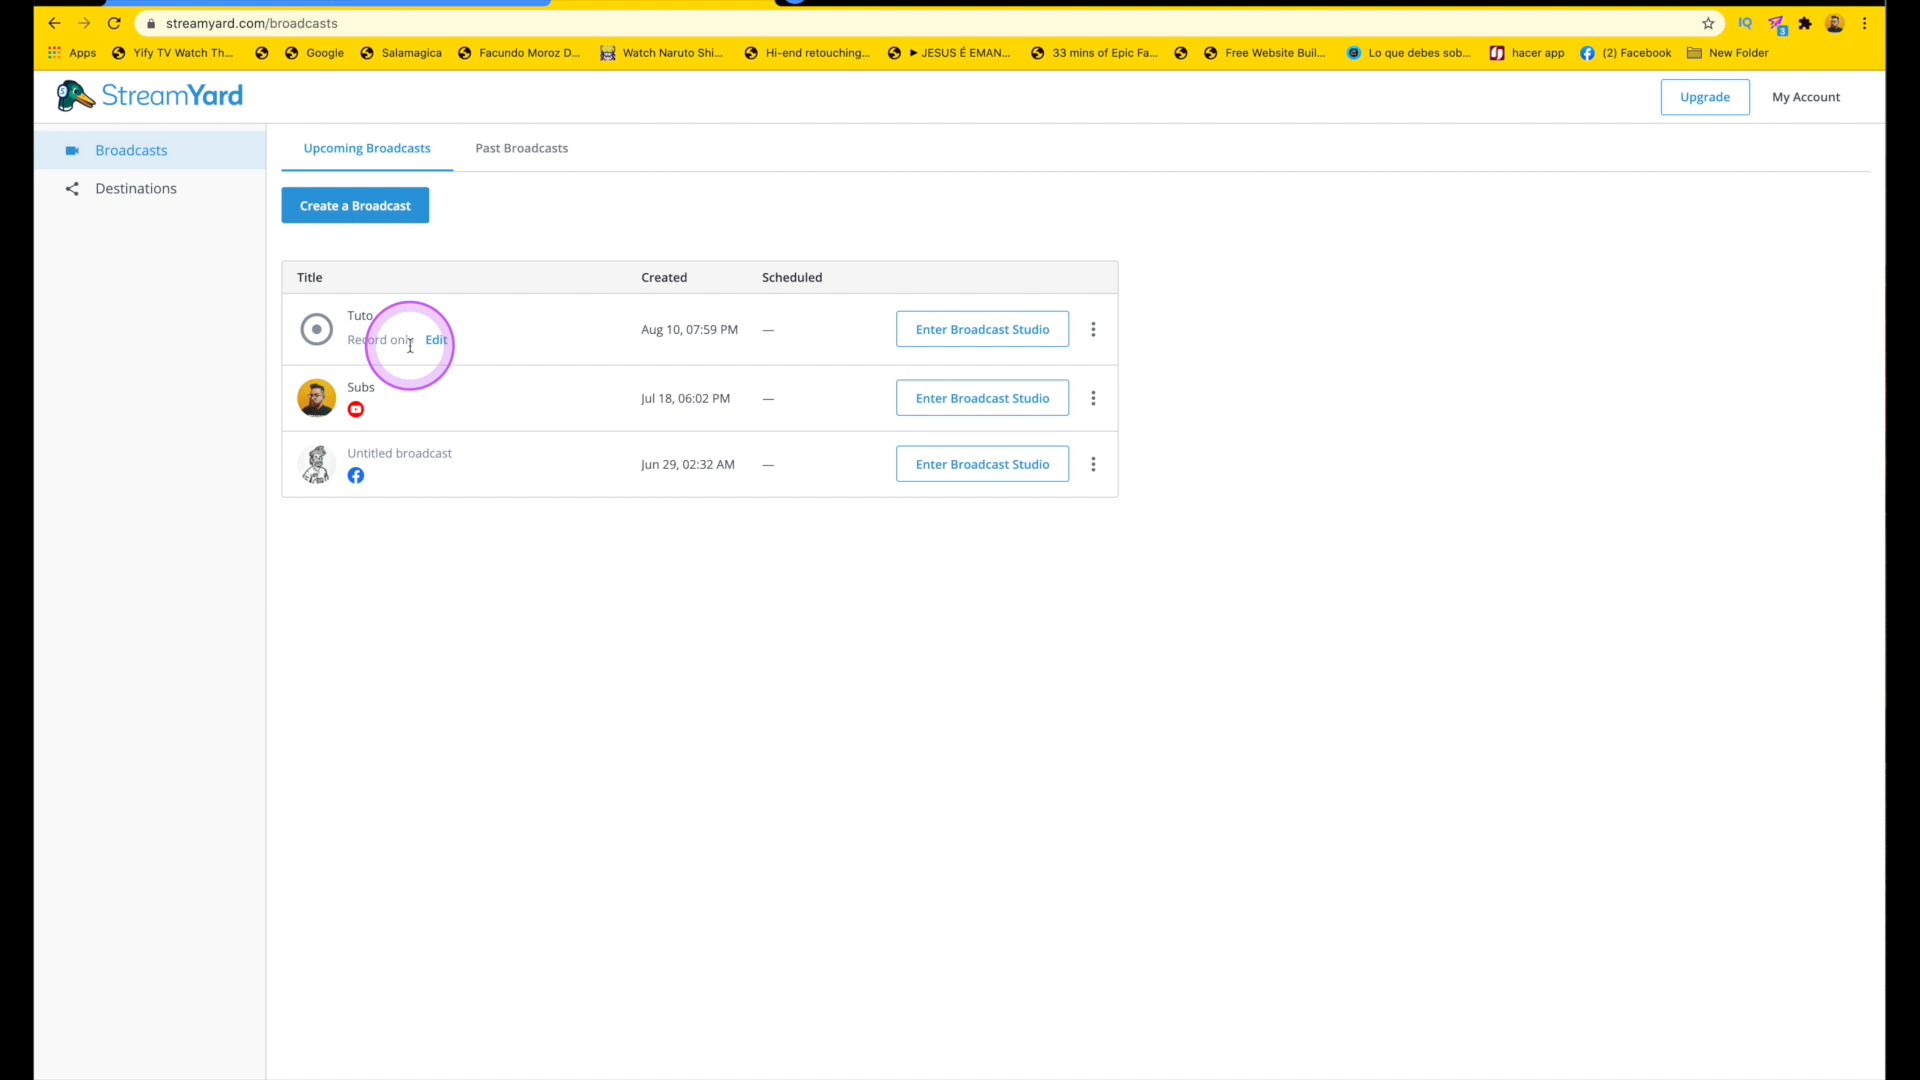 streamyard.com/broadcasts
IQ
3
Apps
Yify TV Watch Th...
Google
Salamagica
Facundo Moroz D...
Watch Naruto Shi...
Hi-end retouching...
► JESUS É EMAN...
33 mins of Epic Fa...
Free Website Buil...
Lo que debes sob...
hacer app
(2) Facebook
New Folder
StreamYard
Upgrade
My Account
Broadcasts
Destinations
Upcoming Broadcasts
Past Broadcasts
Create a Broadcast
Title Created Scheduled
Tuto
Record only Edit
Aug 10, 07:59 PM —
Enter Broadcast Studio
Subs
Jul 18, 06:02 PM —
Enter Broadcast Studio
Untitled broadcast
Jun 29, 02:32 AM —
Enter Broadcast Studio